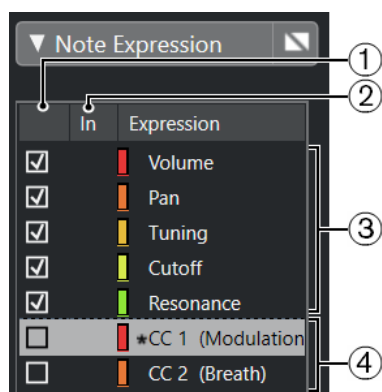 Note Expression
①
②
In Expression
Volume
Pan
③
Tuning
Cutoff
Resonance
*CC 1 (Modulation
④
CC 2 (Breath)